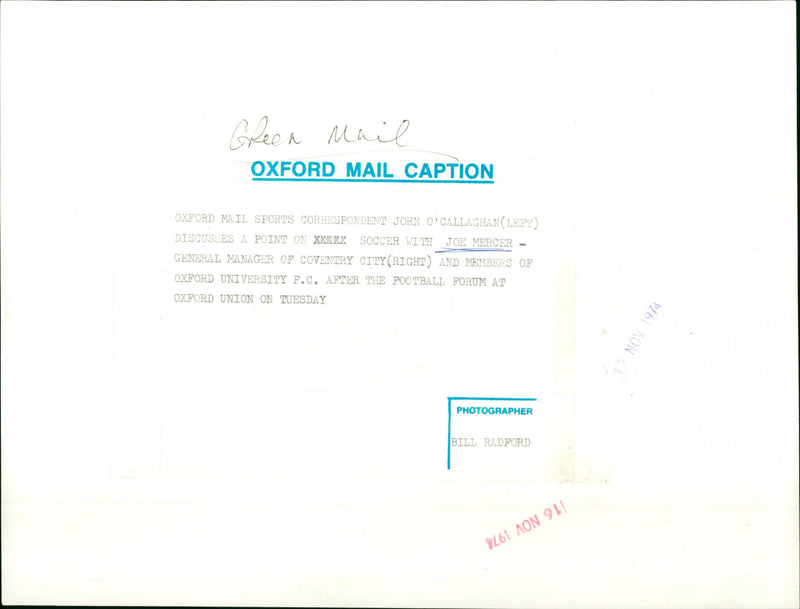 Green Mail
OXFORD MAIL CAPTION
OXFORD MAIL SPORTS CORRESPONDENT JOHN O'CALLAGHAN(LEFT)
DISCUSSES A POINT ON XXXXX SOCCER WITH JOE MERCER -
GENERAL MANAGER OF COVENTRY CITY(RIGHT) AND MEMBERS OF
OXFORD UNIVERSITY F.C. AFTER THE FOOTBALL FORUM AT
OXFORD UNION ON TUESDAY
NOV 1974
PHOTOGRAPHER
BILL RADFORD
16 NOV 1974